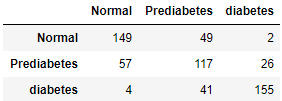 Normal Prediabetes diabetes
Normal 149 49 2
Prediabetes 57 117 26
diabetes 4 41 155